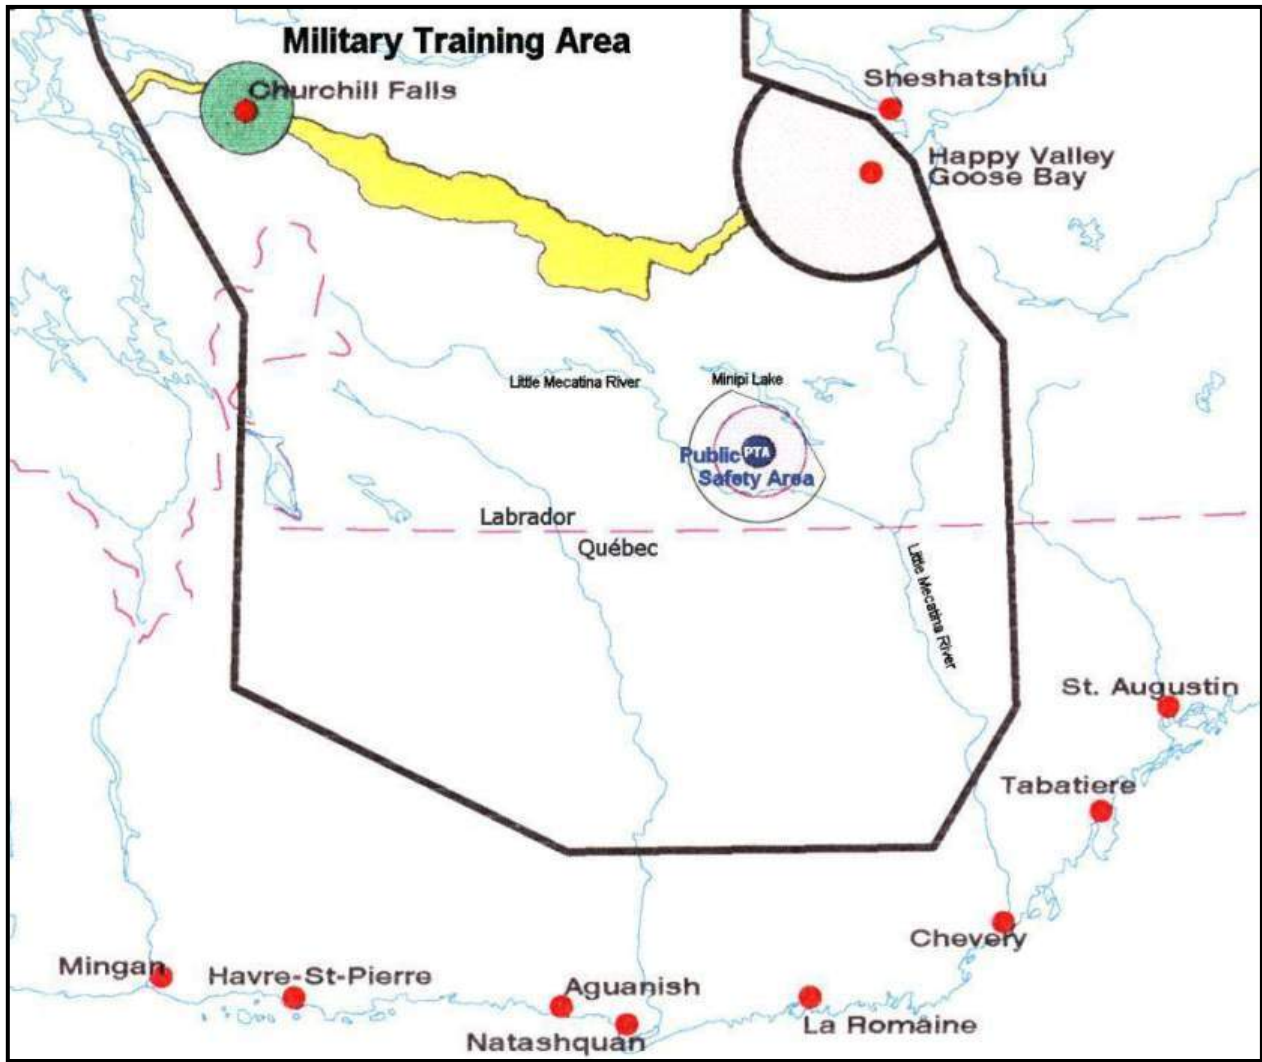 Military Training Area
Sheshatshiu
Churchill Falls
Happy Valley
Goose Bay
Little Mecatina River
Minipi Lake
Public PTA
Safety Area
Labrador
Québec
Little Mecatina River
St. Augustin
Tabatiere
Chevery
Mingan
Havre-St-Pierre
Aguanish
La Romaine
Natashquan